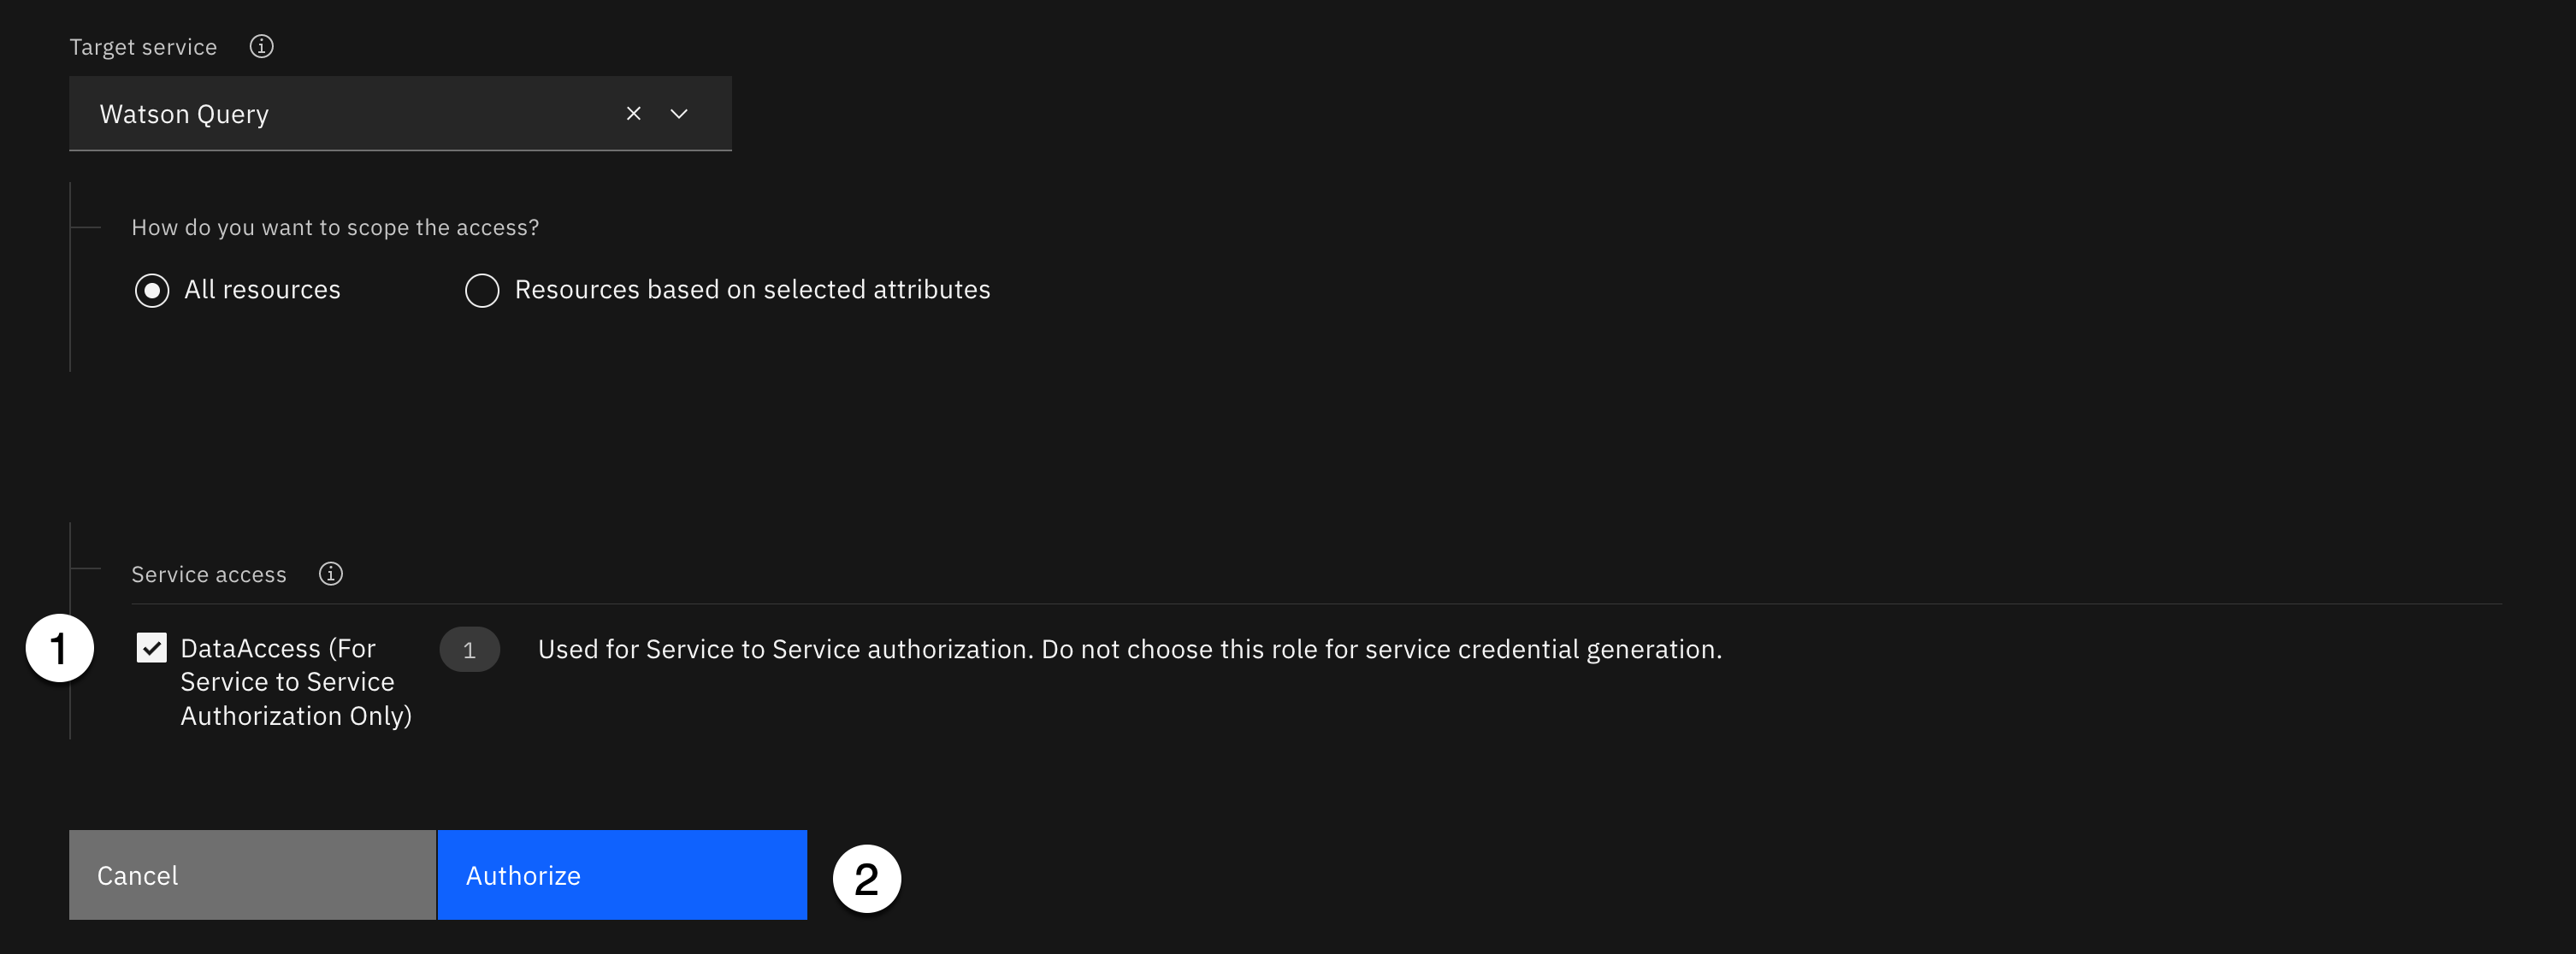 Target service
Watson Query
How do you want to scope the access?
All resources
Resources based on selected attributes
Service access
1
DataAccess (For
Service to Service
Authorization Only)
1
Used for Service to Service authorization. Do not choose this role for service credential generation.
Cancel
Authorize
2